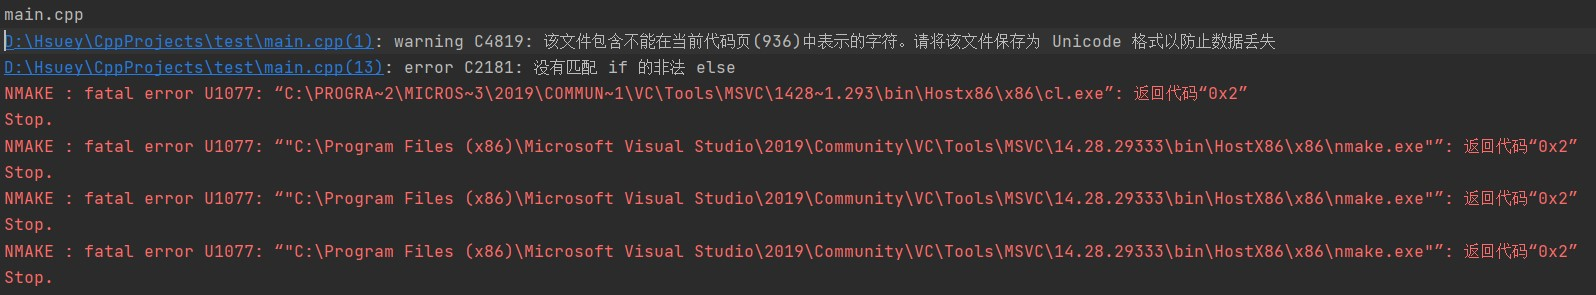 main.cpp
D:\Hsuey\CppProjects\test\main.cpp(1): warning C4819: 该文件包含不能在当前代码页(936)中表示的字符。请将该文件保存为 Unicode 格式以防止数据丢失
D:\Hsuey\CppProjects\test\main.cpp(13): error C2181: 没有匹配 if 的非法 else
NMAKE : fatal error U1077: “C:\PROGRA~2\MICROS~3\2019\COMMUN~1\VC\Tools\MSVC\1428~1.293\bin\Hostx86\x86\cl.exe”: 返回代码“0x2”
Stop.
NMAKE : fatal error U1077: “"C:\Program Files (x86)\Microsoft Visual Studio\2019\Community\VC\Tools\MSVC\14.28.29333\bin\HostX86\x86\nmake.exe"”: 返回代码“0x2”
Stop.
NMAKE : fatal error U1077: “"C:\Program Files (x86)\Microsoft Visual Studio\2019\Community\VC\Tools\MSVC\14.28.29333\bin\HostX86\x86\nmake.exe"”: 返回代码“0x2”
Stop.
NMAKE : fatal error U1077: “"C:\Program Files (x86)\Microsoft Visual Studio\2019\Community\VC\Tools\MSVC\14.28.29333\bin\HostX86\x86\nmake.exe"”: 返回代码“0x2”
Stop.